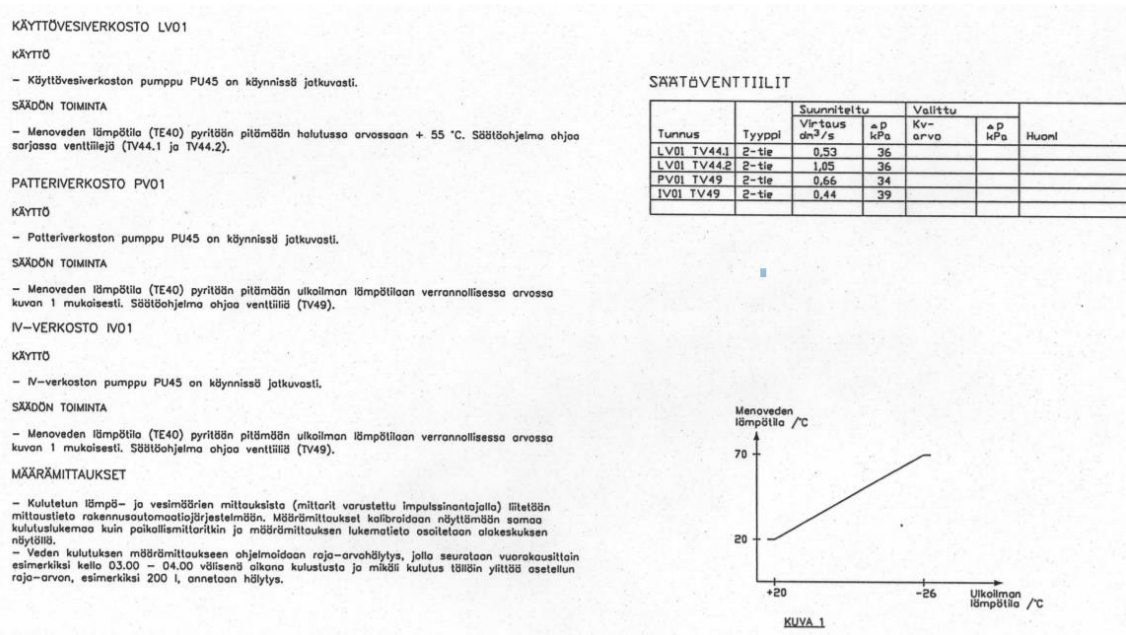 KÄYTTÖVESIVERKOSTO LV01
KÄYTTÖ
– Käyttövesiverkoston pumppu PU45 on käynnissä jatkuvasti.
SÄÄDÖN TOIMINTA
– Menoveden lämpötila (TE40) pyritään pitämään halutussa arvossaan + 55 °C. Säätöohjelma ohjaa
sarjassa venttiilejä (TV44.1 ja TV44.2).
PATTERIVERKOSTO PV01
KÄYTTÖ
– Patteriverkoston pumppu PU45 on käynnissä jatkuvasti.
SÄÄDÖN TOIMINTA
– Menoveden lämpötila (TE40) pyritään pitämään ulkoilman lämpötilaan verrannollisessa arvossa
kuvan 1 mukaisesti. Säätöohjelma ohjaa venttiiliä (TV49).
IV–VERKOSTO IV01
KÄYTTÖ
– IV–verkoston pumppu PU45 on käynnissä jatkuvasti.
SÄÄDÖN TOIMINTA
– Menoveden lämpötila (TE40) pyritään pitämään ulkoilman lämpötilaan verrannollisessa arvossa
kuvan 1 mukaisesti. Säätöohjelma ohjaa venttiiliä (TV49).
MÄÄRÄMITTAUKSET
– Kulutetun lämpö– ja vesimäärien mittauksista (mittarit varustettu impulssinantajalla) liitetään
mittaustieto rakennusautomaatiojärjestelmään. Määrämittaukset kalibroidaan näyttämään samaa
kulutuslukemaa kuin paikallismittaritkin ja määrämittauksen lukematieto osoitetaan alakeskuksen
näytöllä.
– Veden kulutuksen määrämittaukseen ohjelmoidaan raja–arvohälytys, jolla seurataan vuorokausittain
esimerkiksi kello 03.00 – 04.00 välisenä aikana kulustusta ja mikäli kulutus tällöin ylittää asetellun
raja–arvon, esimerkiksi 200 l, annetaan hälytys.
SÄÄTÖVENTTIILIT
Suunniteltu Valittu
Tunnus Tyyppi Virtaus dm³/s ▵p kPa Kv–arvo ▵p kPa Huom!
LV01 TV44.1 2–tie 0,53 36
LV01 TV44.2 2–tie 1,05 36
PV01 TV49 2–tie 0,66 34
IV01 TV49 2–tie 0,44 39
Menoveden
lämpötila /°C
70
20
+20 –26
Ulkoilman
lämpötila /°C
KUVA 1